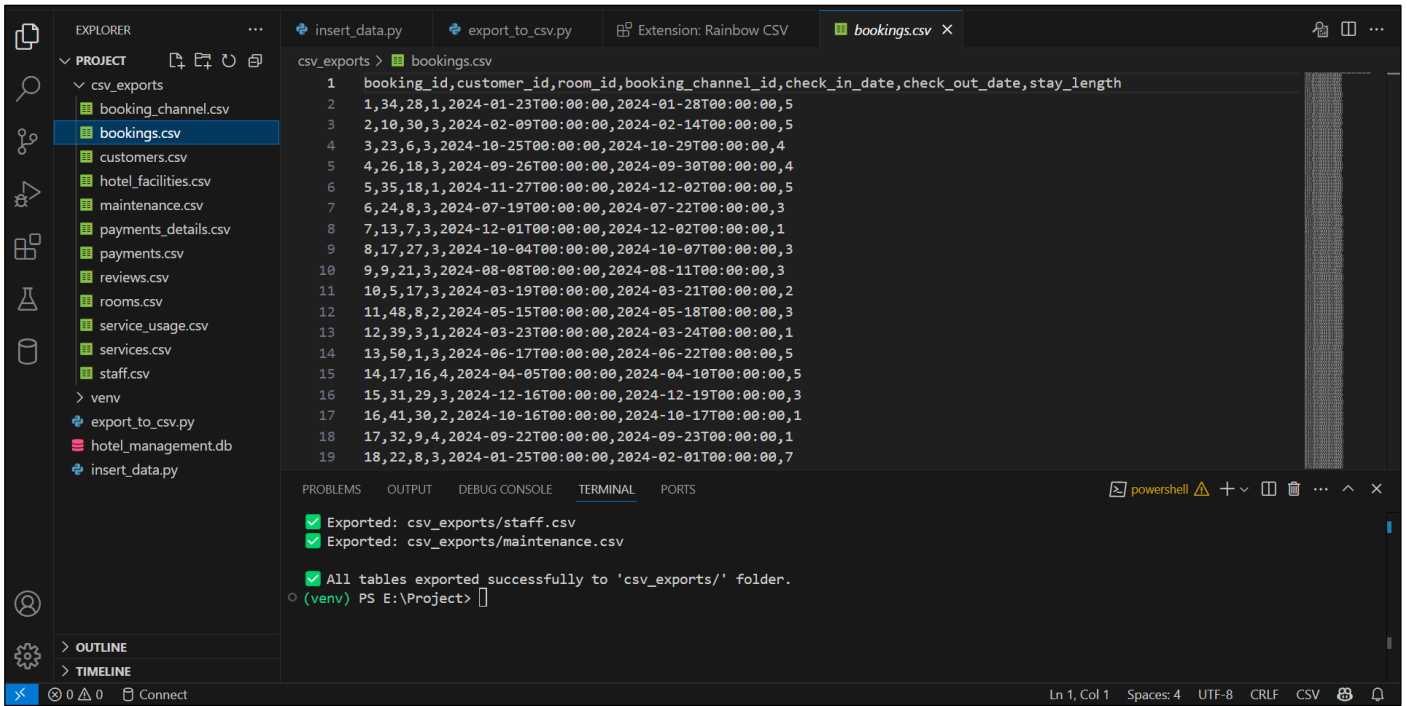 EXPLORER
PROJECT
csv_exports
booking_channel.csv
bookings.csv
customers.csv
hotel_facilities.csv
maintenance.csv
payments_details.csv
payments.csv
reviews.csv
rooms.csv
service_usage.csv
services.csv
staff.csv
venv
export_to_csv.py
hotel_management.db
insert_data.py
OUTLINE
TIMELINE
insert_data.py export_to_csv.py Extension: Rainbow CSV bookings.csv
csv_exports > bookings.csv
1 booking_id,customer_id,room_id,booking_channel_id,check_in_date,check_out_date,stay_length
2 1,34,28,1,2024-01-23T00:00:00,2024-01-28T00:00:00,5
3 2,10,30,3,2024-02-09T00:00:00,2024-02-14T00:00:00,5
4 3,23,6,3,2024-10-25T00:00:00,2024-10-29T00:00:00,4
5 4,26,18,3,2024-09-26T00:00:00,2024-09-30T00:00:00,4
6 5,35,18,1,2024-11-27T00:00:00,2024-12-02T00:00:00,5
7 6,24,8,3,2024-07-19T00:00:00,2024-07-22T00:00:00,3
8 7,13,7,3,2024-12-01T00:00:00,2024-12-02T00:00:00,1
9 8,17,27,3,2024-10-04T00:00:00,2024-10-07T00:00:00,3
10 9,9,21,3,2024-08-08T00:00:00,2024-08-11T00:00:00,3
11 10,5,17,3,2024-03-19T00:00:00,2024-03-21T00:00:00,2
12 11,48,8,2,2024-05-15T00:00:00,2024-05-18T00:00:00,3
13 12,39,3,1,2024-03-23T00:00:00,2024-03-24T00:00:00,1
14 13,50,1,3,2024-06-17T00:00:00,2024-06-22T00:00:00,5
15 14,17,16,4,2024-04-05T00:00:00,2024-04-10T00:00:00,5
16 15,31,29,3,2024-12-16T00:00:00,2024-12-19T00:00:00,3
17 16,41,30,2,2024-10-16T00:00:00,2024-10-17T00:00:00,1
18 17,32,9,4,2024-09-22T00:00:00,2024-09-23T00:00:00,1
19 18,22,8,3,2024-01-25T00:00:00,2024-02-01T00:00:00,7
PROBLEMS OUTPUT DEBUG CONSOLE TERMINAL PORTS powershell
✅ Exported: csv_exports/staff.csv
✅ Exported: csv_exports/maintenance.csv
✅ All tables exported successfully to 'csv_exports/' folder.
(venv) PS E:\Project>
0 0 Connect Ln 1, Col 1 Spaces: 4 UTF-8 CRLF CSV